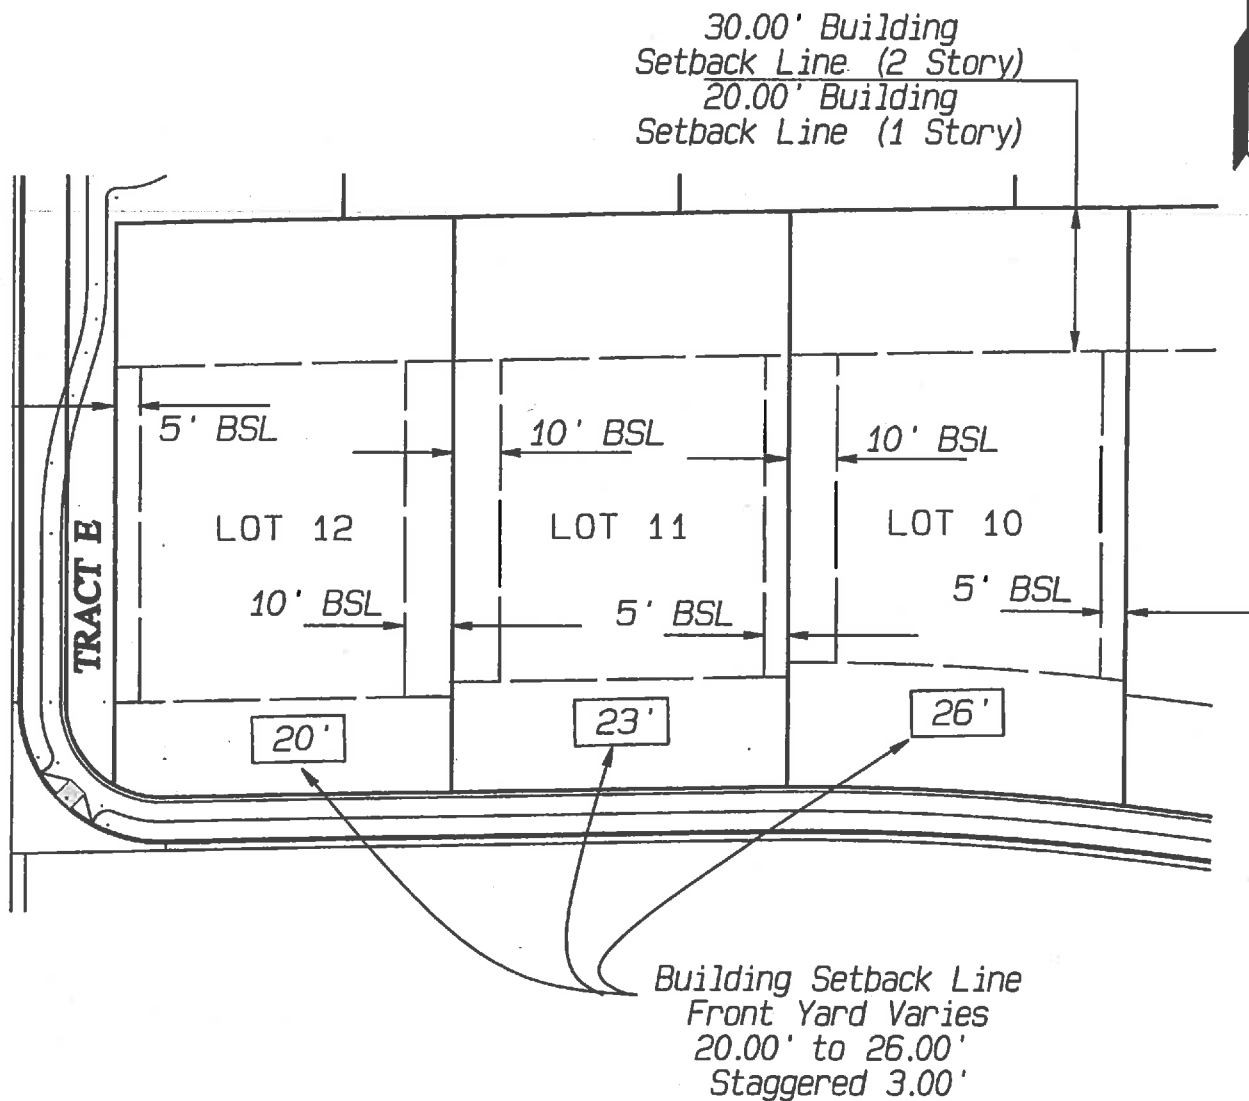 30.00' Building
Setback Line (2 Story)
20.00' Building
Setback Line (1 Story)
5' BSL
10' BSL
10' BSL
TRACT E
LOT 12
LOT 11
LOT 10
10' BSL
5' BSL
5' BSL
20'
23'
26'
Building Setback Line
Front Yard Varies
20.00' to 26.00'
Staggered 3.00'